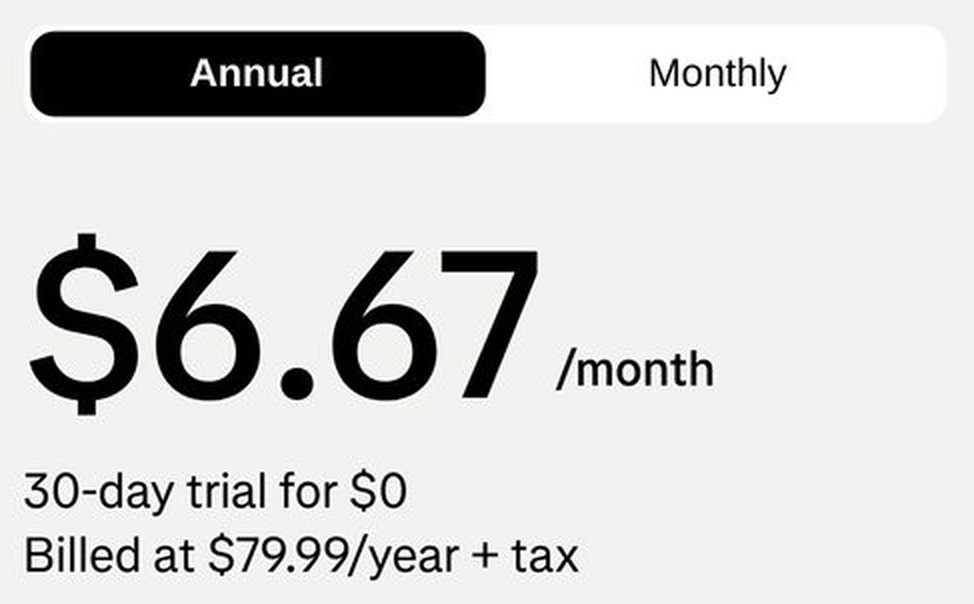 Annual Monthly
$6.67 /month
30-day trial for $0
Billed at $79.99/year + tax